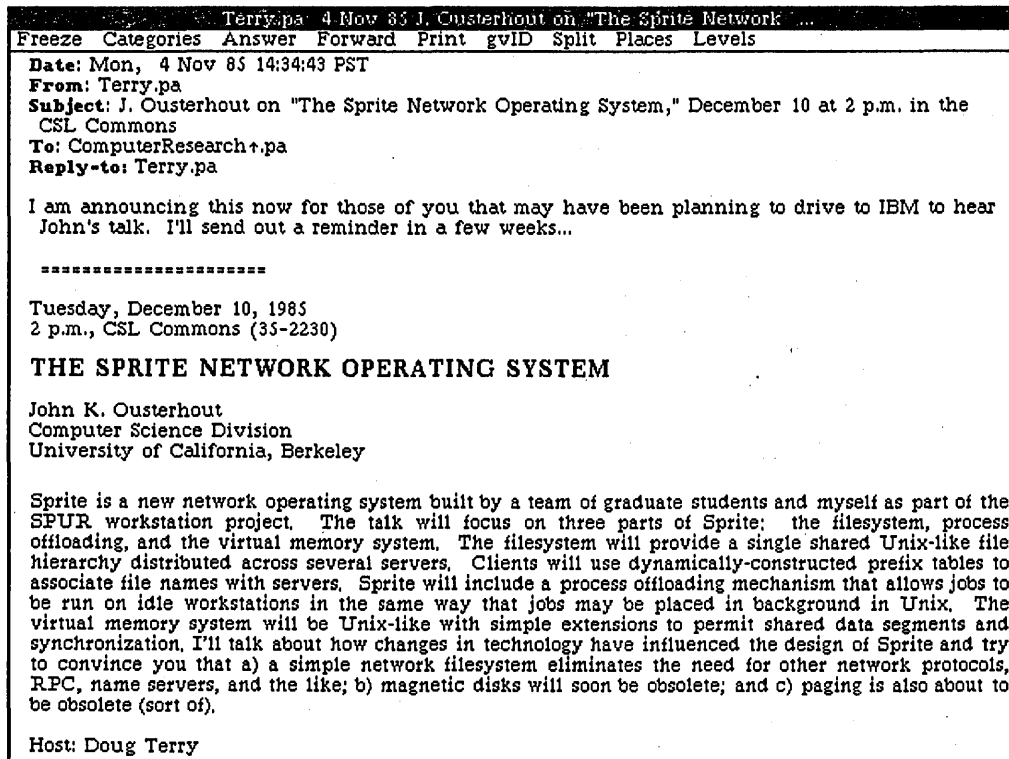 Terry.pa 4 Nov 85 J. Ousterhout on "The Sprite Network ...
Freeze Categories Answer Forward Print gvID Split Places Levels
Date: Mon, 4 Nov 85 14:34:43 PST
From: Terry.pa
Subject: J. Ousterhout on "The Sprite Network Operating System," December 10 at 2 p.m. in the
CSL Commons
To: ComputerResearch↑.pa
Reply-to: Terry.pa
I am announcing this now for those of you that may have been planning to drive to IBM to hear
John's talk. I'll send out a reminder in a few weeks...
======================
Tuesday, December 10, 1985
2 p.m., CSL Commons (35-2230)
THE SPRITE NETWORK OPERATING SYSTEM
John K. Ousterhout
Computer Science Division
University of California, Berkeley
Sprite is a new network operating system built by a team of graduate students and myself as part of the
SPUR workstation project. The talk will focus on three parts of Sprite: the filesystem, process
offloading, and the virtual memory system. The filesystem will provide a single shared Unix-like file
hierarchy distributed across several servers. Clients will use dynamically-constructed prefix tables to
associate file names with servers. Sprite will include a process offloading mechanism that allows jobs to
be run on idle workstations in the same way that jobs may be placed in background in Unix. The
virtual memory system will be Unix-like with simple extensions to permit shared data segments and
synchronization. I'll talk about how changes in technology have influenced the design of Sprite and try
to convince you that a) a simple network filesystem eliminates the need for other network protocols,
RPC, name servers, and the like; b) magnetic disks will soon be obsolete; and c) paging is also about to
be obsolete (sort of).
Host: Doug Terry